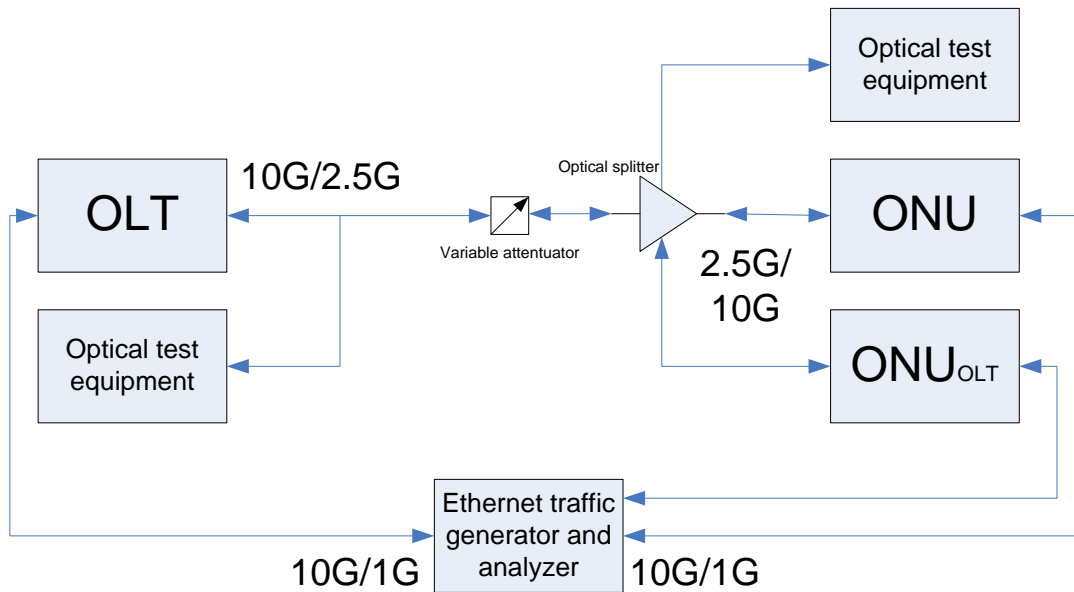 Optical test
equipment
Optical splitter
10G/2.5G
OLT
ONU
Variable attentuator
2.5G/
10G
Optical test
equipment
ONUOLT
Ethernet traffic
generator and
analyzer
10G/1G
10G/1G